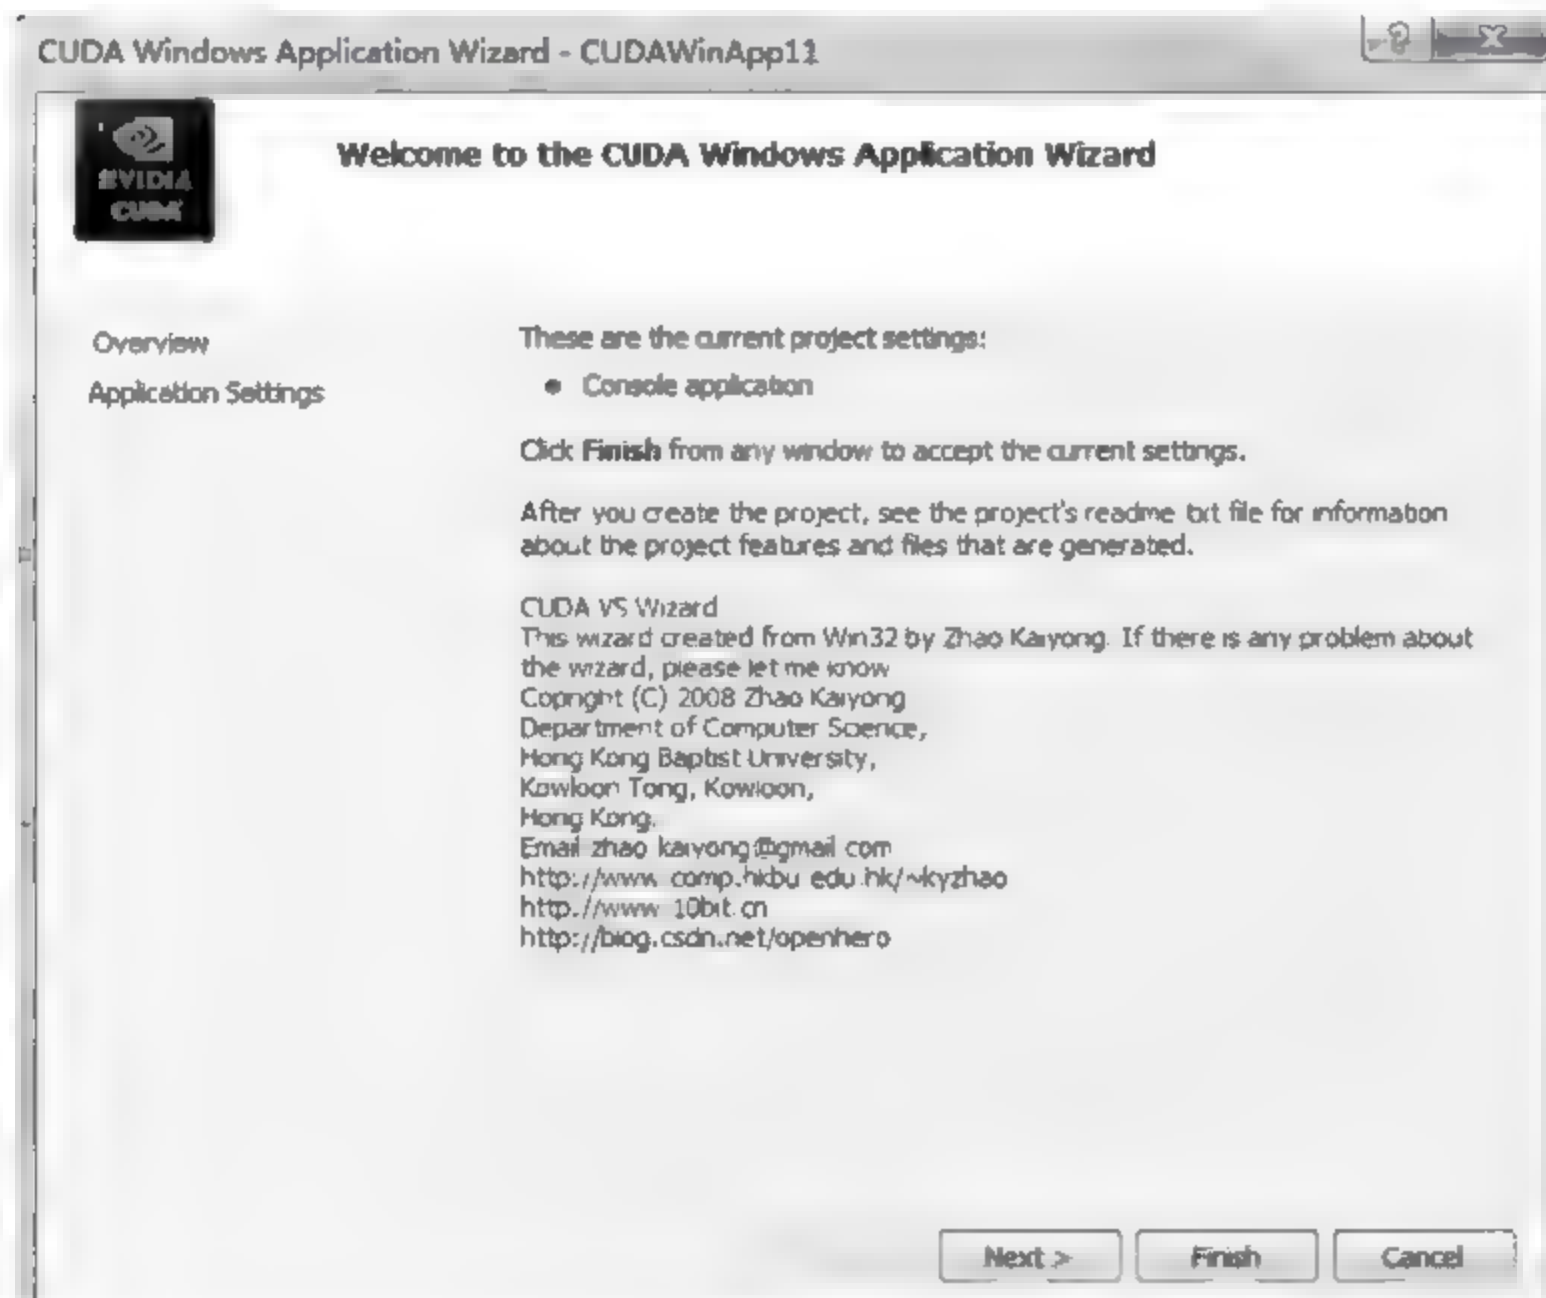 CUDA Windows Application Wizard - CUDAWinApp11
NVIDIA
CUDA
Welcome to the CUDA Windows Application Wizard
Overview
Application Settings
These are the current project settings:
• Console application
Click Finish from any window to accept the current settings.
After you create the project, see the project's readme.txt file for information
about the project features and files that are generated.
CUDA VS Wizard
This wizard created from Win32 by Zhao Kaiyong. If there is any problem about
the wizard, please let me know
Copright (C) 2008 Zhao Kaiyong
Department of Computer Science,
Hong Kong Baptist University,
Kowloon Tong, Kowloon,
Hong Kong.
Email zhao.kaiyong@gmail.com
http://www.comp.hkbu.edu.hk/~kyzhao
http://www.10bit.cn
http://blog.csdn.net/openhero
Next >
Finish
Cancel